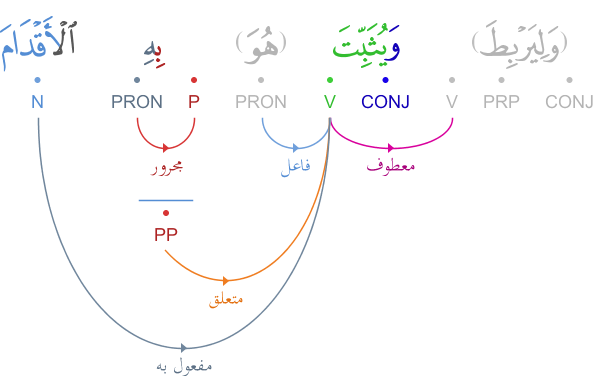 (وَلِيَرْبِطَ) وَيُثَبِّتَ (هُوَ) بِهِ ٱلْأَقْدَامَ
CONJ PRP V CONJ V PRON P PRON N
معطوف فاعل مجرور
PP
متعلق
مفعول به